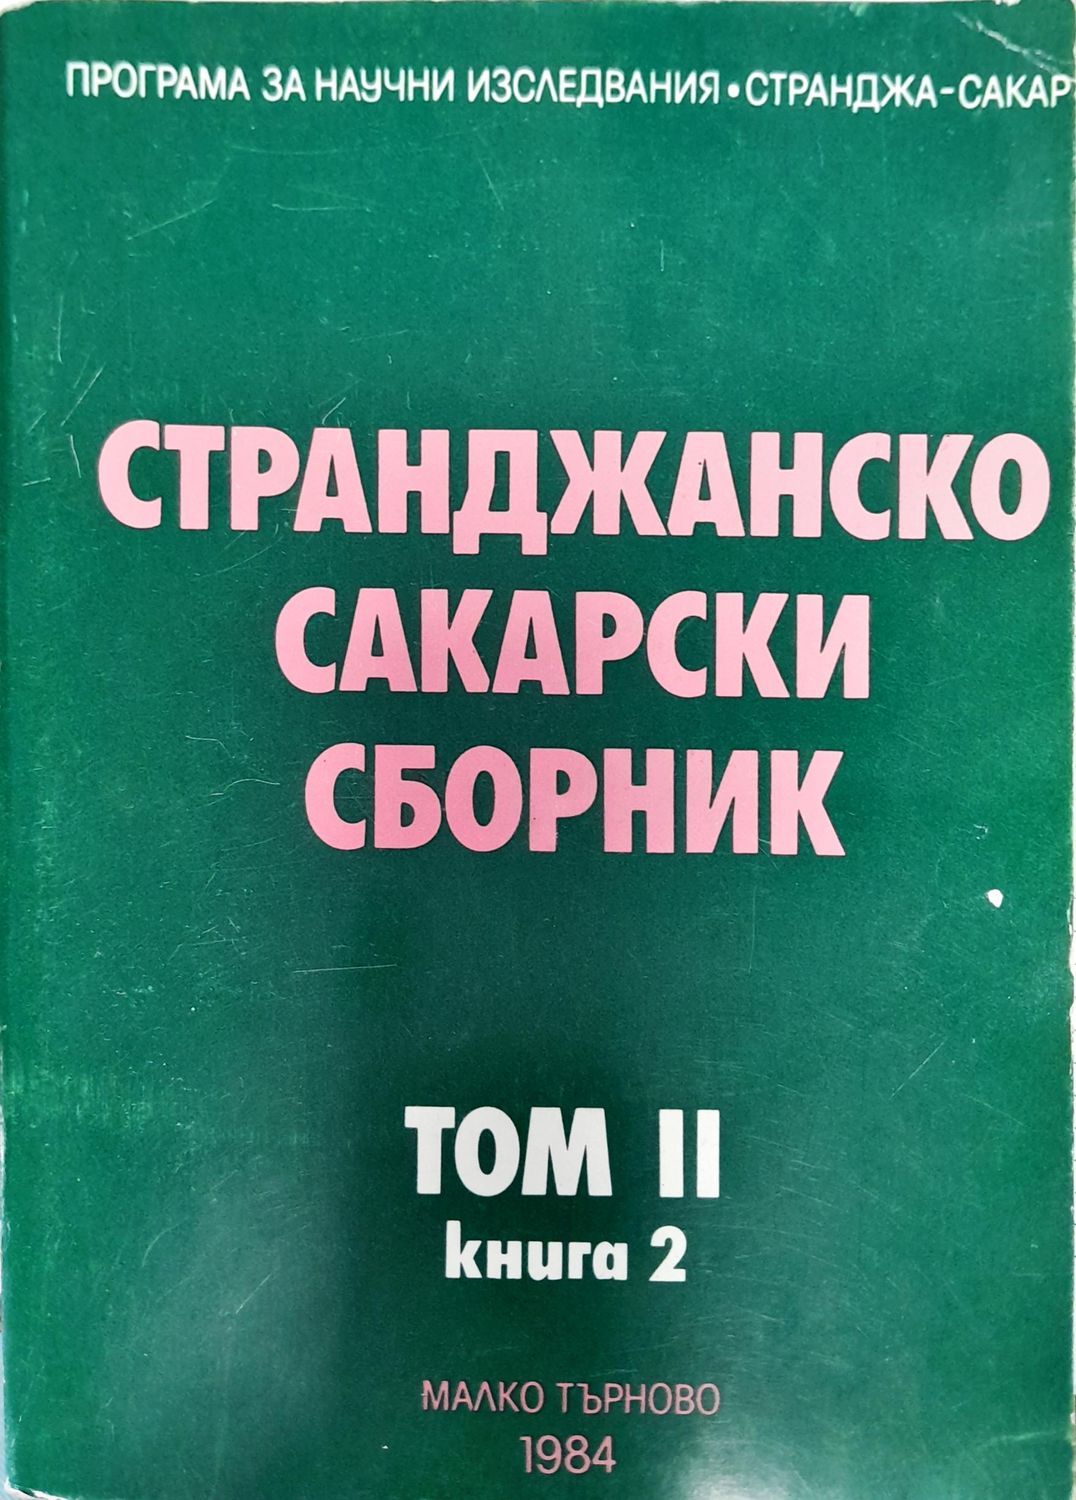 ПРОГРАМА ЗА НАУЧНИ ИЗСЛЕДВАНИЯ • СТРАНДЖА-САКАР
СТРАНДЖАНСКО
САКАРСКИ
СБОРНИК
ТОМ II
книга 2
МАЛКО ТЪРНОВО
1984